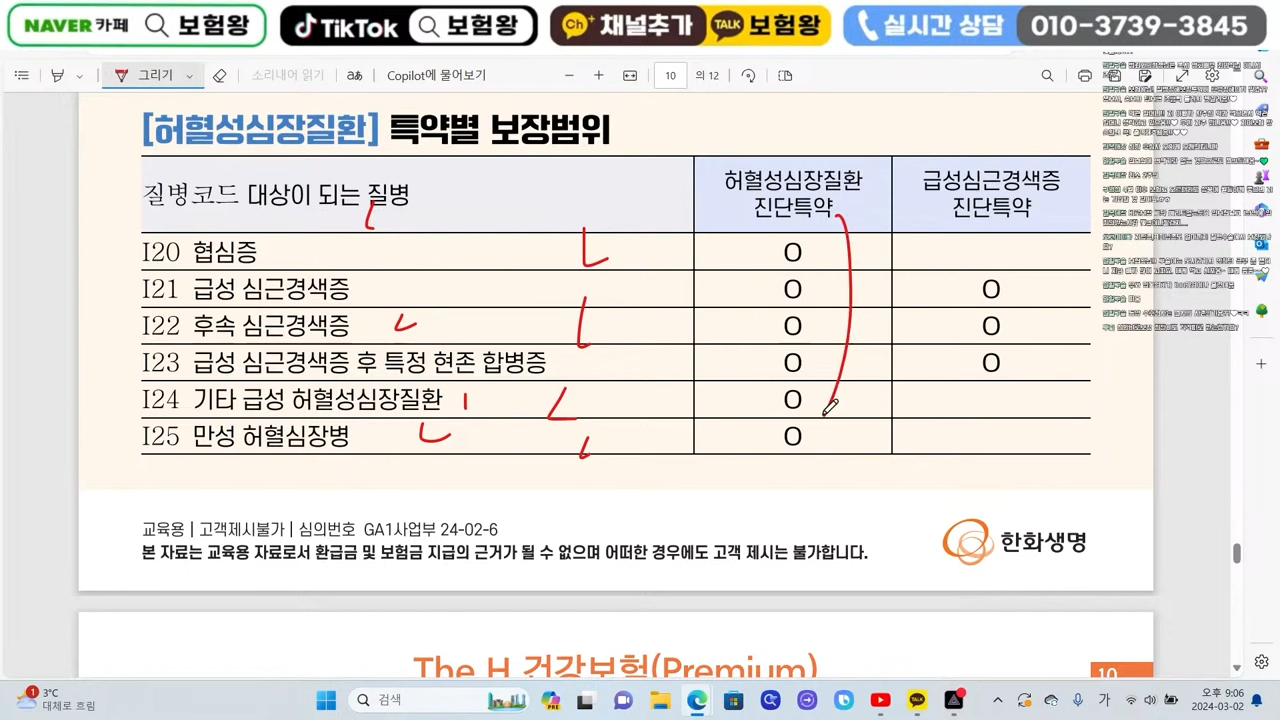 NAVER 카페 보험왕 TikTok 보험왕 Ch+ 채널추가 TALK 보험왕 실시간 상담 010-3739-3845
그리기 소리내어 읽기 aあ Copilot에 물어보기 10 의 12
[허혈성심장질환] 특약별 보장범위
질병코드 대상이 되는 질병 허혈성심장질환 진단특약 급성심근경색증 진단특약
I20 협심증 O
I21 급성 심근경색증 O O
I22 후속 심근경색증 O O
I23 급성 심근경색증 후 특정 현존 합병증 O O
I24 기타 급성 허혈성심장질환 O
I25 만성 허혈심장병 O
교육용 | 고객제시불가 | 심의번호 GA1사업부 24-02-6
본 자료는 교육용 자료로서 환급금 및 보험금 지급의 근거가 될 수 없으며 어떠한 경우에도 고객 제시는 불가합니다.
한화생명
The H 건강보험(Premium)
10
3°C
대체로 흐림
검색
가
오후 9:06
2024-03-02